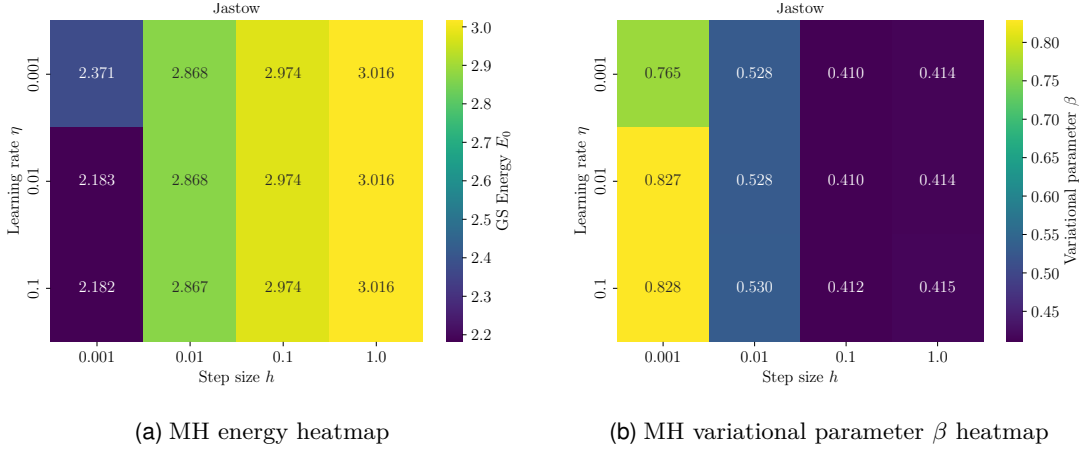 Jastow
Learning rate η
0.001
0.01
0.1
2.371 2.868 2.974 3.016
2.183 2.868 2.974 3.016
2.182 2.867 2.974 3.016
0.001 0.01 0.1 1.0
Step size h
3.0
2.9
2.8
2.7
2.6
2.5
2.4
2.3
2.2
GS Energy E₀
(a) MH energy heatmap
Jastow
Learning rate η
0.001
0.01
0.1
0.765 0.528 0.410 0.414
0.827 0.528 0.410 0.414
0.828 0.530 0.412 0.415
0.001 0.01 0.1 1.0
Step size h
0.80
0.75
0.70
0.65
0.60
0.55
0.50
0.45
Variational parameter β
(b) MH variational parameter β heatmap